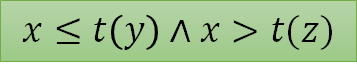 x ≤ t(y) ∧ x > t(z)